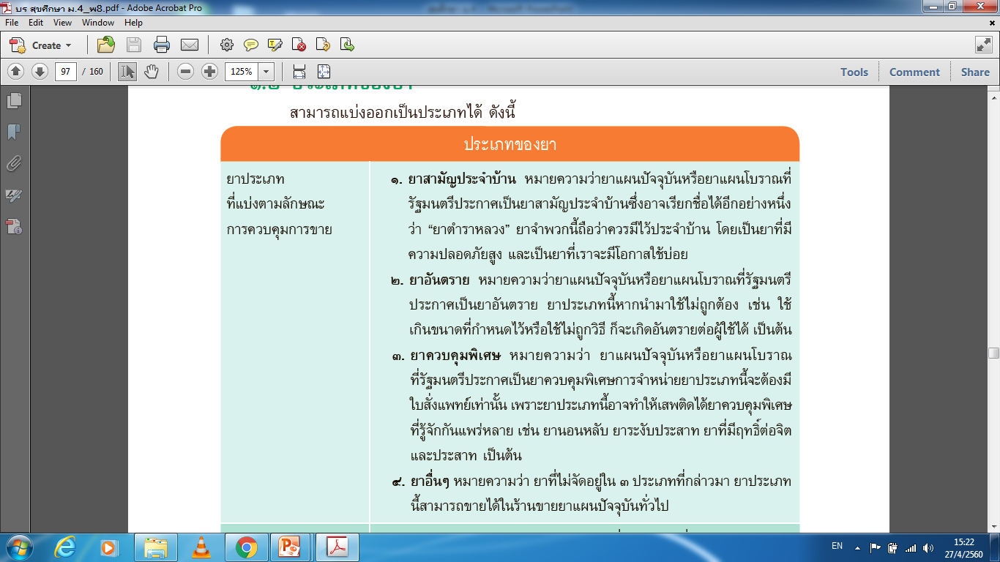 บร สุขศึกษา ม.4_พ8.pdf - Adobe Acrobat Pro
File Edit View Window Help
Create
97 / 160 125% Tools Comment Share
๑.๒ ประเภทของยา
สามารถแบ่งออกเป็นประเภทได้ ดังนี้
ประเภทของยา
ยาประเภท
ที่แบ่งตามลักษณะ
การควบคุมการขาย
๑. ยาสามัญประจำบ้าน หมายความว่ายาแผนปัจจุบันหรือยาแผนโบราณที่
รัฐมนตรีประกาศเป็นยาสามัญประจำบ้านซึ่งอาจเรียกชื่อได้อีกอย่างหนึ่ง
ว่า “ยาตำราหลวง” ยาจำพวกนี้ถือว่าควรมีไว้ประจำบ้าน โดยเป็นยาที่มี
ความปลอดภัยสูง และเป็นยาที่เราจะมีโอกาสใช้บ่อย
๒. ยาอันตราย หมายความว่ายาแผนปัจจุบันหรือยาแผนโบราณที่รัฐมนตรี
ประกาศเป็นยาอันตราย ยาประเภทนี้หากนำมาใช้ไม่ถูกต้อง เช่น ใช้
เกินขนาดที่กำหนดไว้หรือใช้ไม่ถูกวิธี ก็จะเกิดอันตรายต่อผู้ใช้ได้ เป็นต้น
๓. ยาควบคุมพิเศษ หมายความว่า ยาแผนปัจจุบันหรือยาแผนโบราณ
ที่รัฐมนตรีประกาศเป็นยาควบคุมพิเศษการจำหน่ายยาประเภทนี้จะต้องมี
ใบสั่งแพทย์เท่านั้น เพราะยาประเภทนี้อาจทำให้เสพติดได้ยาควบคุมพิเศษ
ที่รู้จักกันแพร่หลาย เช่น ยานอนหลับ ยาระงับประสาท ยาที่มีฤทธิ์ต่อจิต
และประสาท เป็นต้น
๔. ยาอื่นๆ หมายความว่า ยาที่ไม่จัดอยู่ใน ๓ ประเภทที่กล่าวมา ยาประเภท
นี้สามารถขายได้ในร้านขายยาแผนปัจจุบันทั่วไป
EN 15:22
27/4/2560